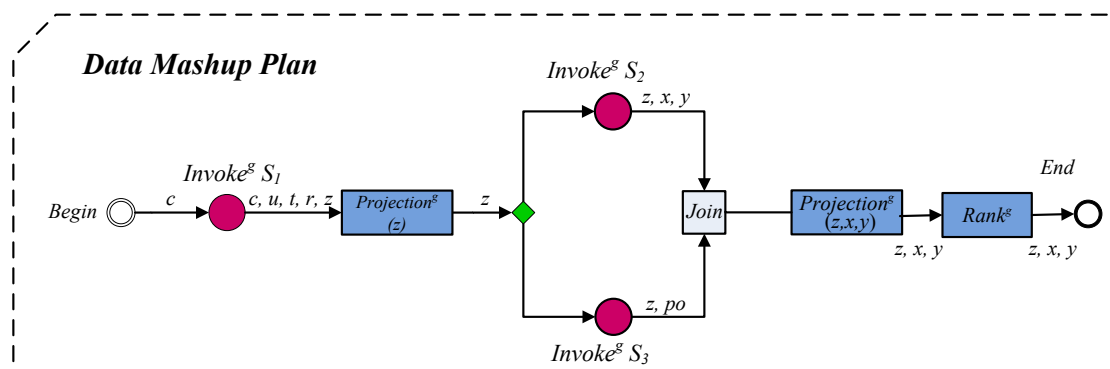 Data Mashup Plan
Invoke^g S_2
z, x, y
Invoke^g S_1
End
Begin
c
c, u, t, r, z
Projection^g
(z)
z
Join
Projection^g
(z,x,y)
Rank^g
z, x, y
z, x, y
z, po
Invoke^g S_3